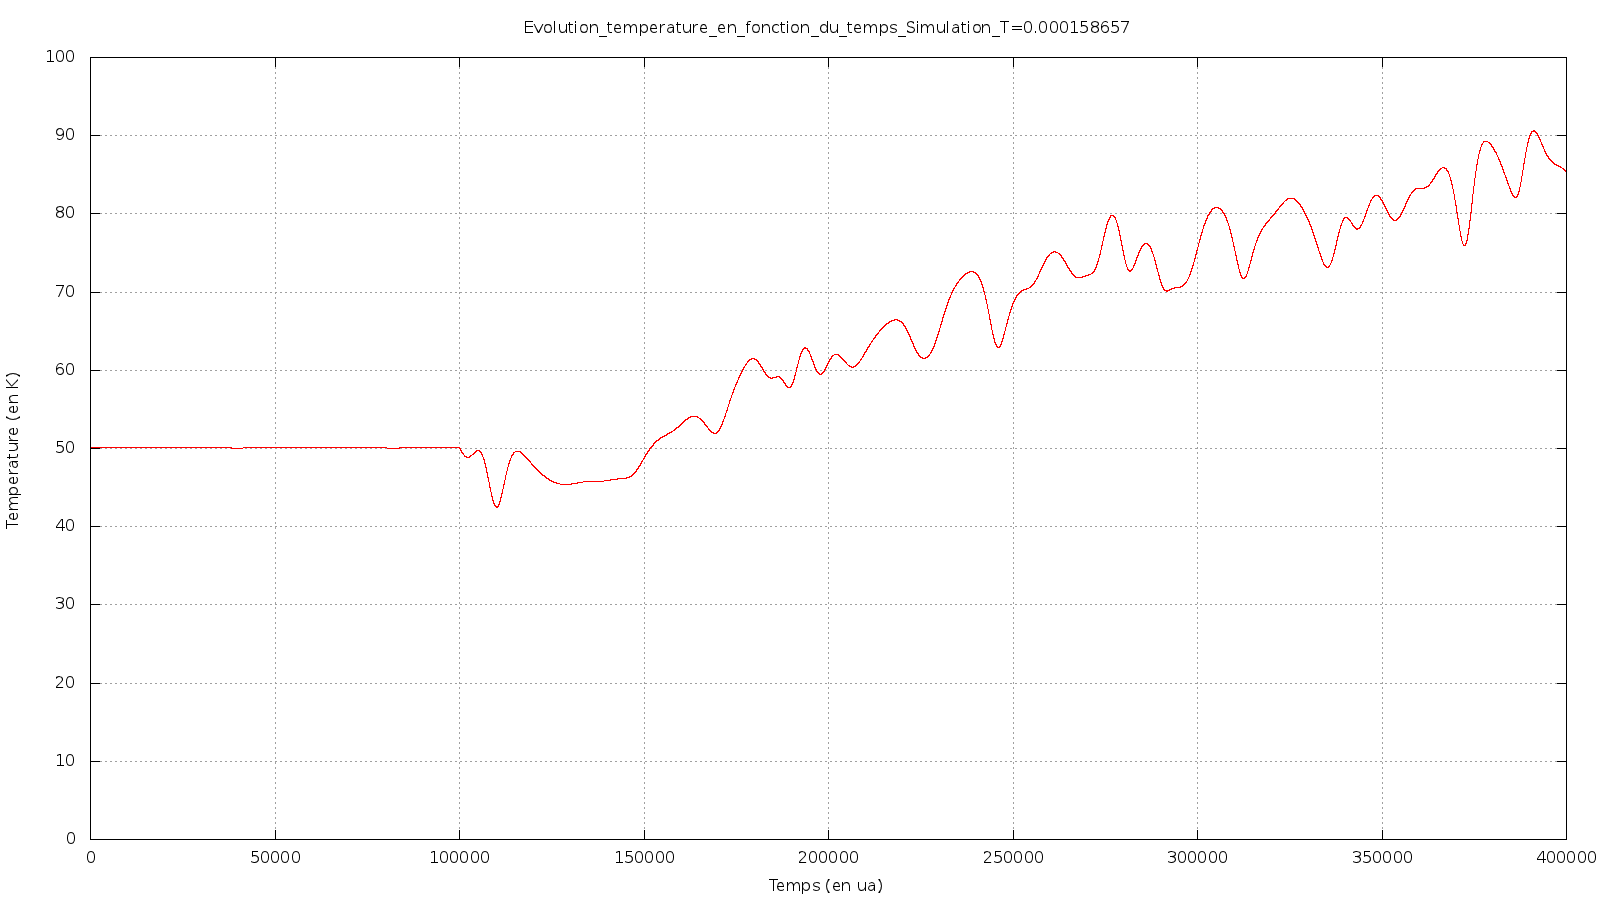 Evolution_temperature_en_fonction_du_temps_Simulation_T=0.000158657
100
90
80
70
60
50
40
30
20
10
0
Temperature (en K)
0 50000 100000 150000 200000 250000 300000 350000 400000
Temps (en ua)